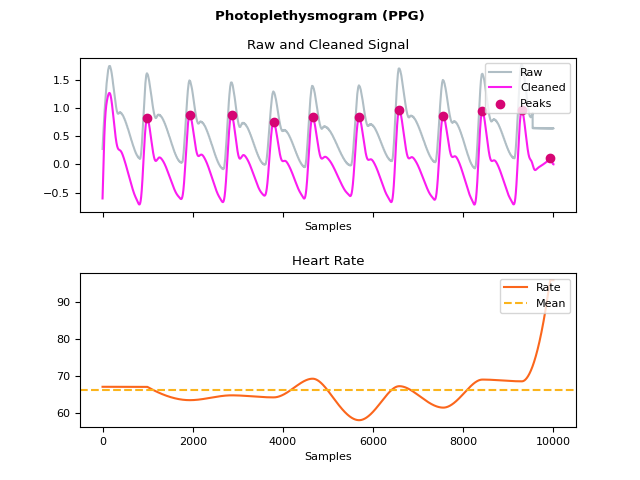 Photoplethysmogram (PPG)
Raw and Cleaned Signal
Raw
Cleaned
Peaks
1.5
1.0
0.5
0.0
−0.5
Samples
Heart Rate
Rate
Mean
90
80
70
60
0 2000 4000 6000 8000 10000
Samples